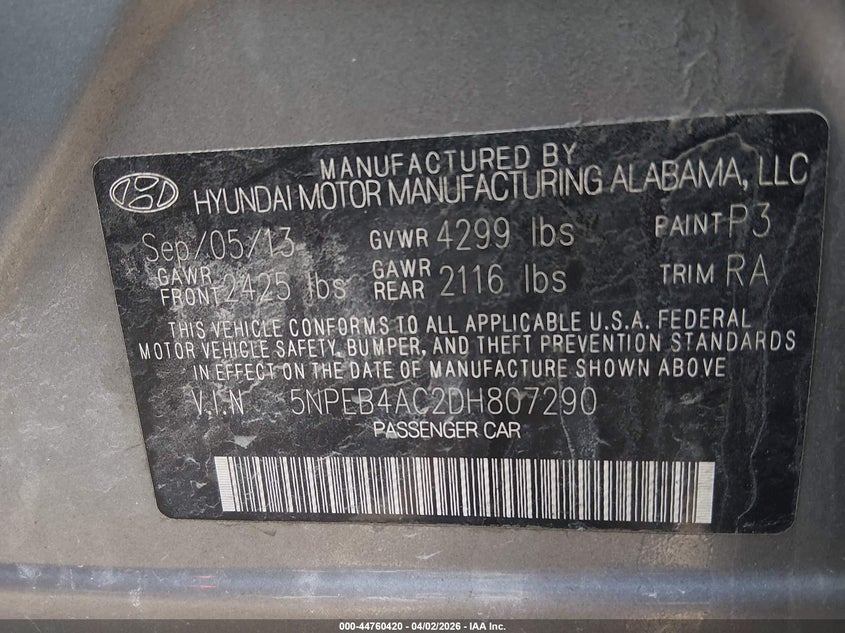 MANUFACTURED BY
HYUNDAI MOTOR MANUFACTURING ALABAMA, LLC
Sep/05/13 GVWR 4299 lbs PAINT P3
GAWR FRONT 2425 lbs GAWR REAR 2116 lbs TRIM RA
THIS VEHICLE CONFORMS TO ALL APPLICABLE U.S.A. FEDERAL
MOTOR VEHICLE SAFETY, BUMPER, AND THEFT PREVENTION STANDARDS
IN EFFECT ON THE DATE OF MANUFACTURE SHOWN ABOVE
V.I.N 5NPEB4AC2DH807290
PASSENGER CAR
000-44760420 - 04/02/2026 - IAA Inc.